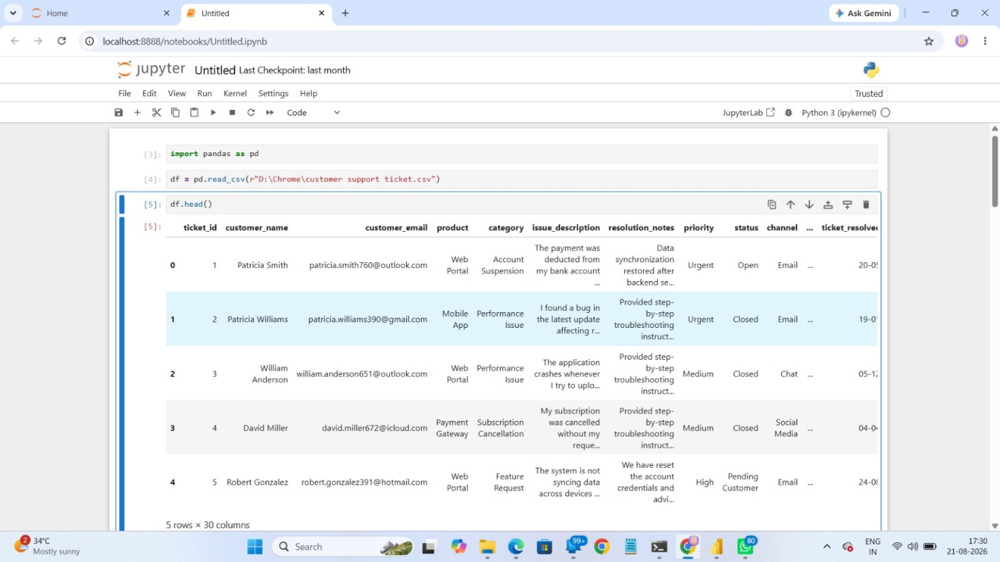 Home
Untitled
Ask Gemini
localhost:8888/notebooks/Untitled.ipynb
jupyter Untitled Last Checkpoint: last month
File Edit View Run Kernel Settings Help
Trusted
Code
JupyterLab
Python 3 (ipykernel)
[3]: import pandas as pd
[4]: df = pd.read_csv(r"D:\Chrome\customer support ticket.csv")
[5]: df.head()
[5]: ticket_id customer_name customer_email product category issue_description resolution_notes priority status channel ... ticket_resolved
0 1 Patricia Smith patricia.smith760@outlook.com Web Portal Account Suspension The payment was deducted from my bank account ... Data synchronization restored after backend se... Urgent Open Email ... 20-05
1 2 Patricia Williams patricia.williams390@gmail.com Mobile App Performance Issue I found a bug in the latest update affecting r... Provided step-by-step troubleshooting instruct... Urgent Closed Email ... 19-01
2 3 William Anderson william.anderson651@outlook.com Web Portal Performance Issue The application crashes whenever I try to uplo... Provided step-by-step troubleshooting instruct... Medium Closed Chat ... 05-12
3 4 David Miller david.miller672@icloud.com Payment Gateway Subscription Cancellation My subscription was cancelled without my reque... Provided step-by-step troubleshooting instruct... Medium Closed Social Media ... 04-04
4 5 Robert Gonzalez robert.gonzalez391@hotmail.com Web Portal Feature Request The system is not syncing data across devices ... We have reset the account credentials and advi... High Pending Customer Email ... 24-08
5 rows × 30 columns
2
34°C
Mostly sunny
Search
99+
80
ENG
IN
17:30
21-08-2026